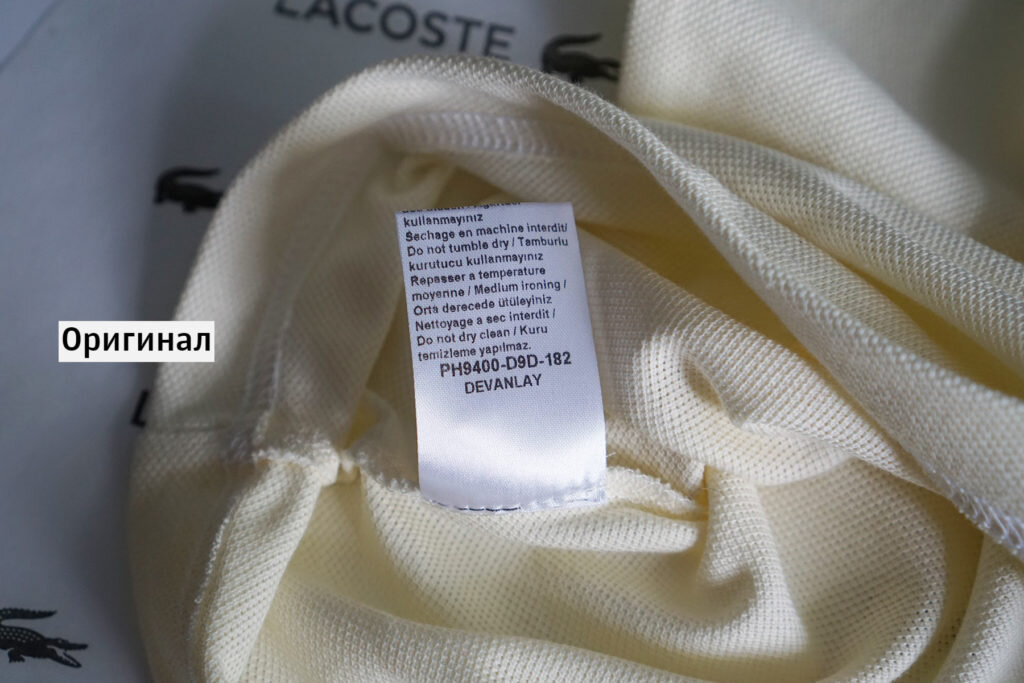 LACOSTE
kullanmayınız
Sechage en machine interdit/
Do not tumble dry / Tamburlu
kurutucu kullanmayınız
Repasser a temperature
moyenne / Medium ironing /
Orta derecede ütüleyiniz
Nettoyage a sec interdit /
Do not dry clean / Kuru
temizleme yapılmaz.
PH9400-D9D-182
DEVANLAY
Оригинал